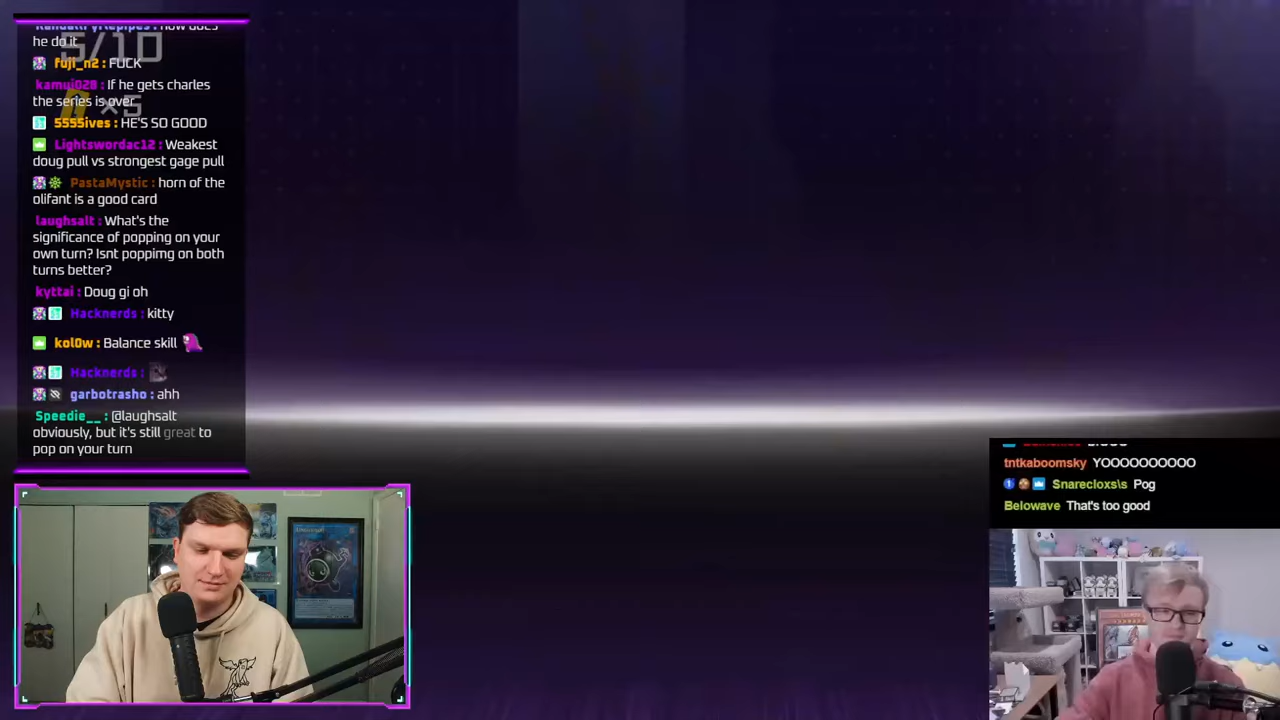 he do it
5/10
fuji_n2 : FUCK
kamui028 : If he gets charles
the series is over
×5
5555ives : HE'S SO GOOD
Lightswordac12 : Weakest
doug pull vs strongest gage pull
PastaMystic : horn of the
olifant is a good card
laughsalt : What's the
significance of popping on your
own turn? Isnt poppimg on both
turns better?
kyttai : Doug gi oh
Hacknerds : kitty
kol0w : Balance skill
Hacknerds :
garbotrasho : ahh
Speedie__ : @laughsalt
obviously, but it's still great to
pop on your turn
tntkaboomsky YOOOOOOOOOO
Snarecloxs\s Pog
Belowave That's too good